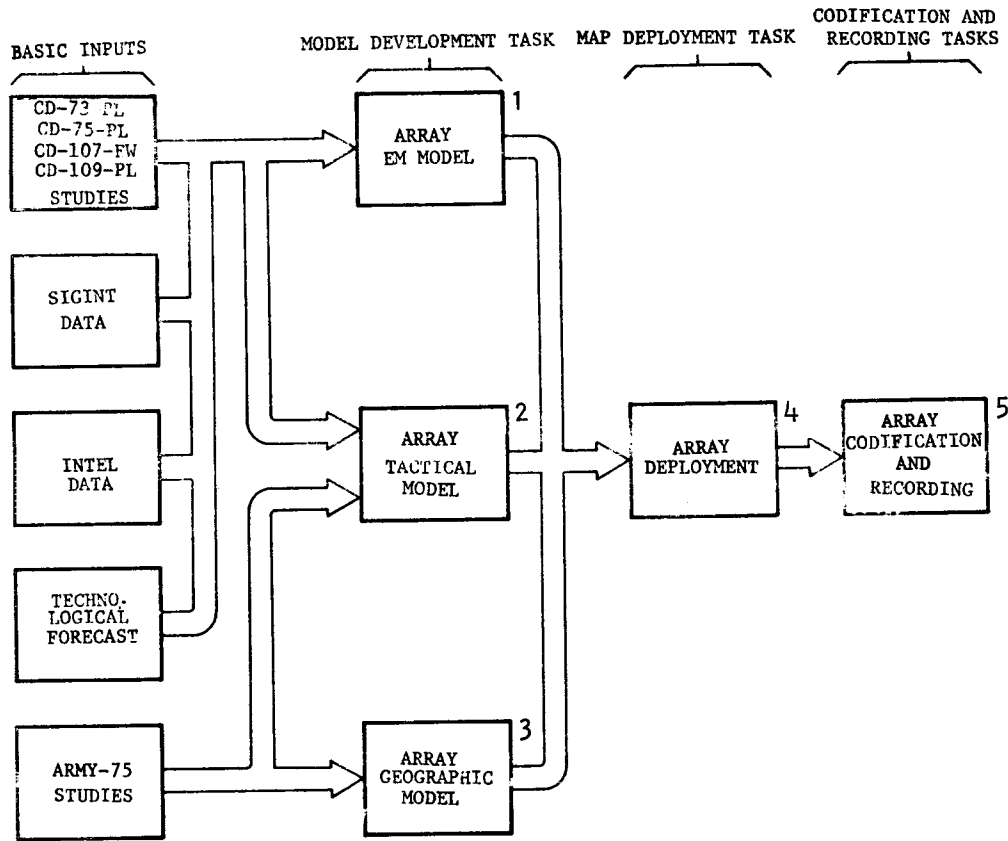 BASIC INPUTS
MODEL DEVELOPMENT TASK
MAP DEPLOYMENT TASK
CODIFICATION AND
RECORDING TASKS
CD-73-PL
CD-75-PL
CD-107-FW
CD-109-PL
STUDIES
SIGINT
DATA
INTEL
DATA
TECHNO-
LOGICAL
FORECAST
ARMY-75
STUDIES
1
ARRAY
EM MODEL
2
ARRAY
TACTICAL
MODEL
3
ARRAY
GEOGRAPHIC
MODEL
4
ARRAY
DEPLOYMENT
5
ARRAY
CODIFICATION
AND
RECORDING